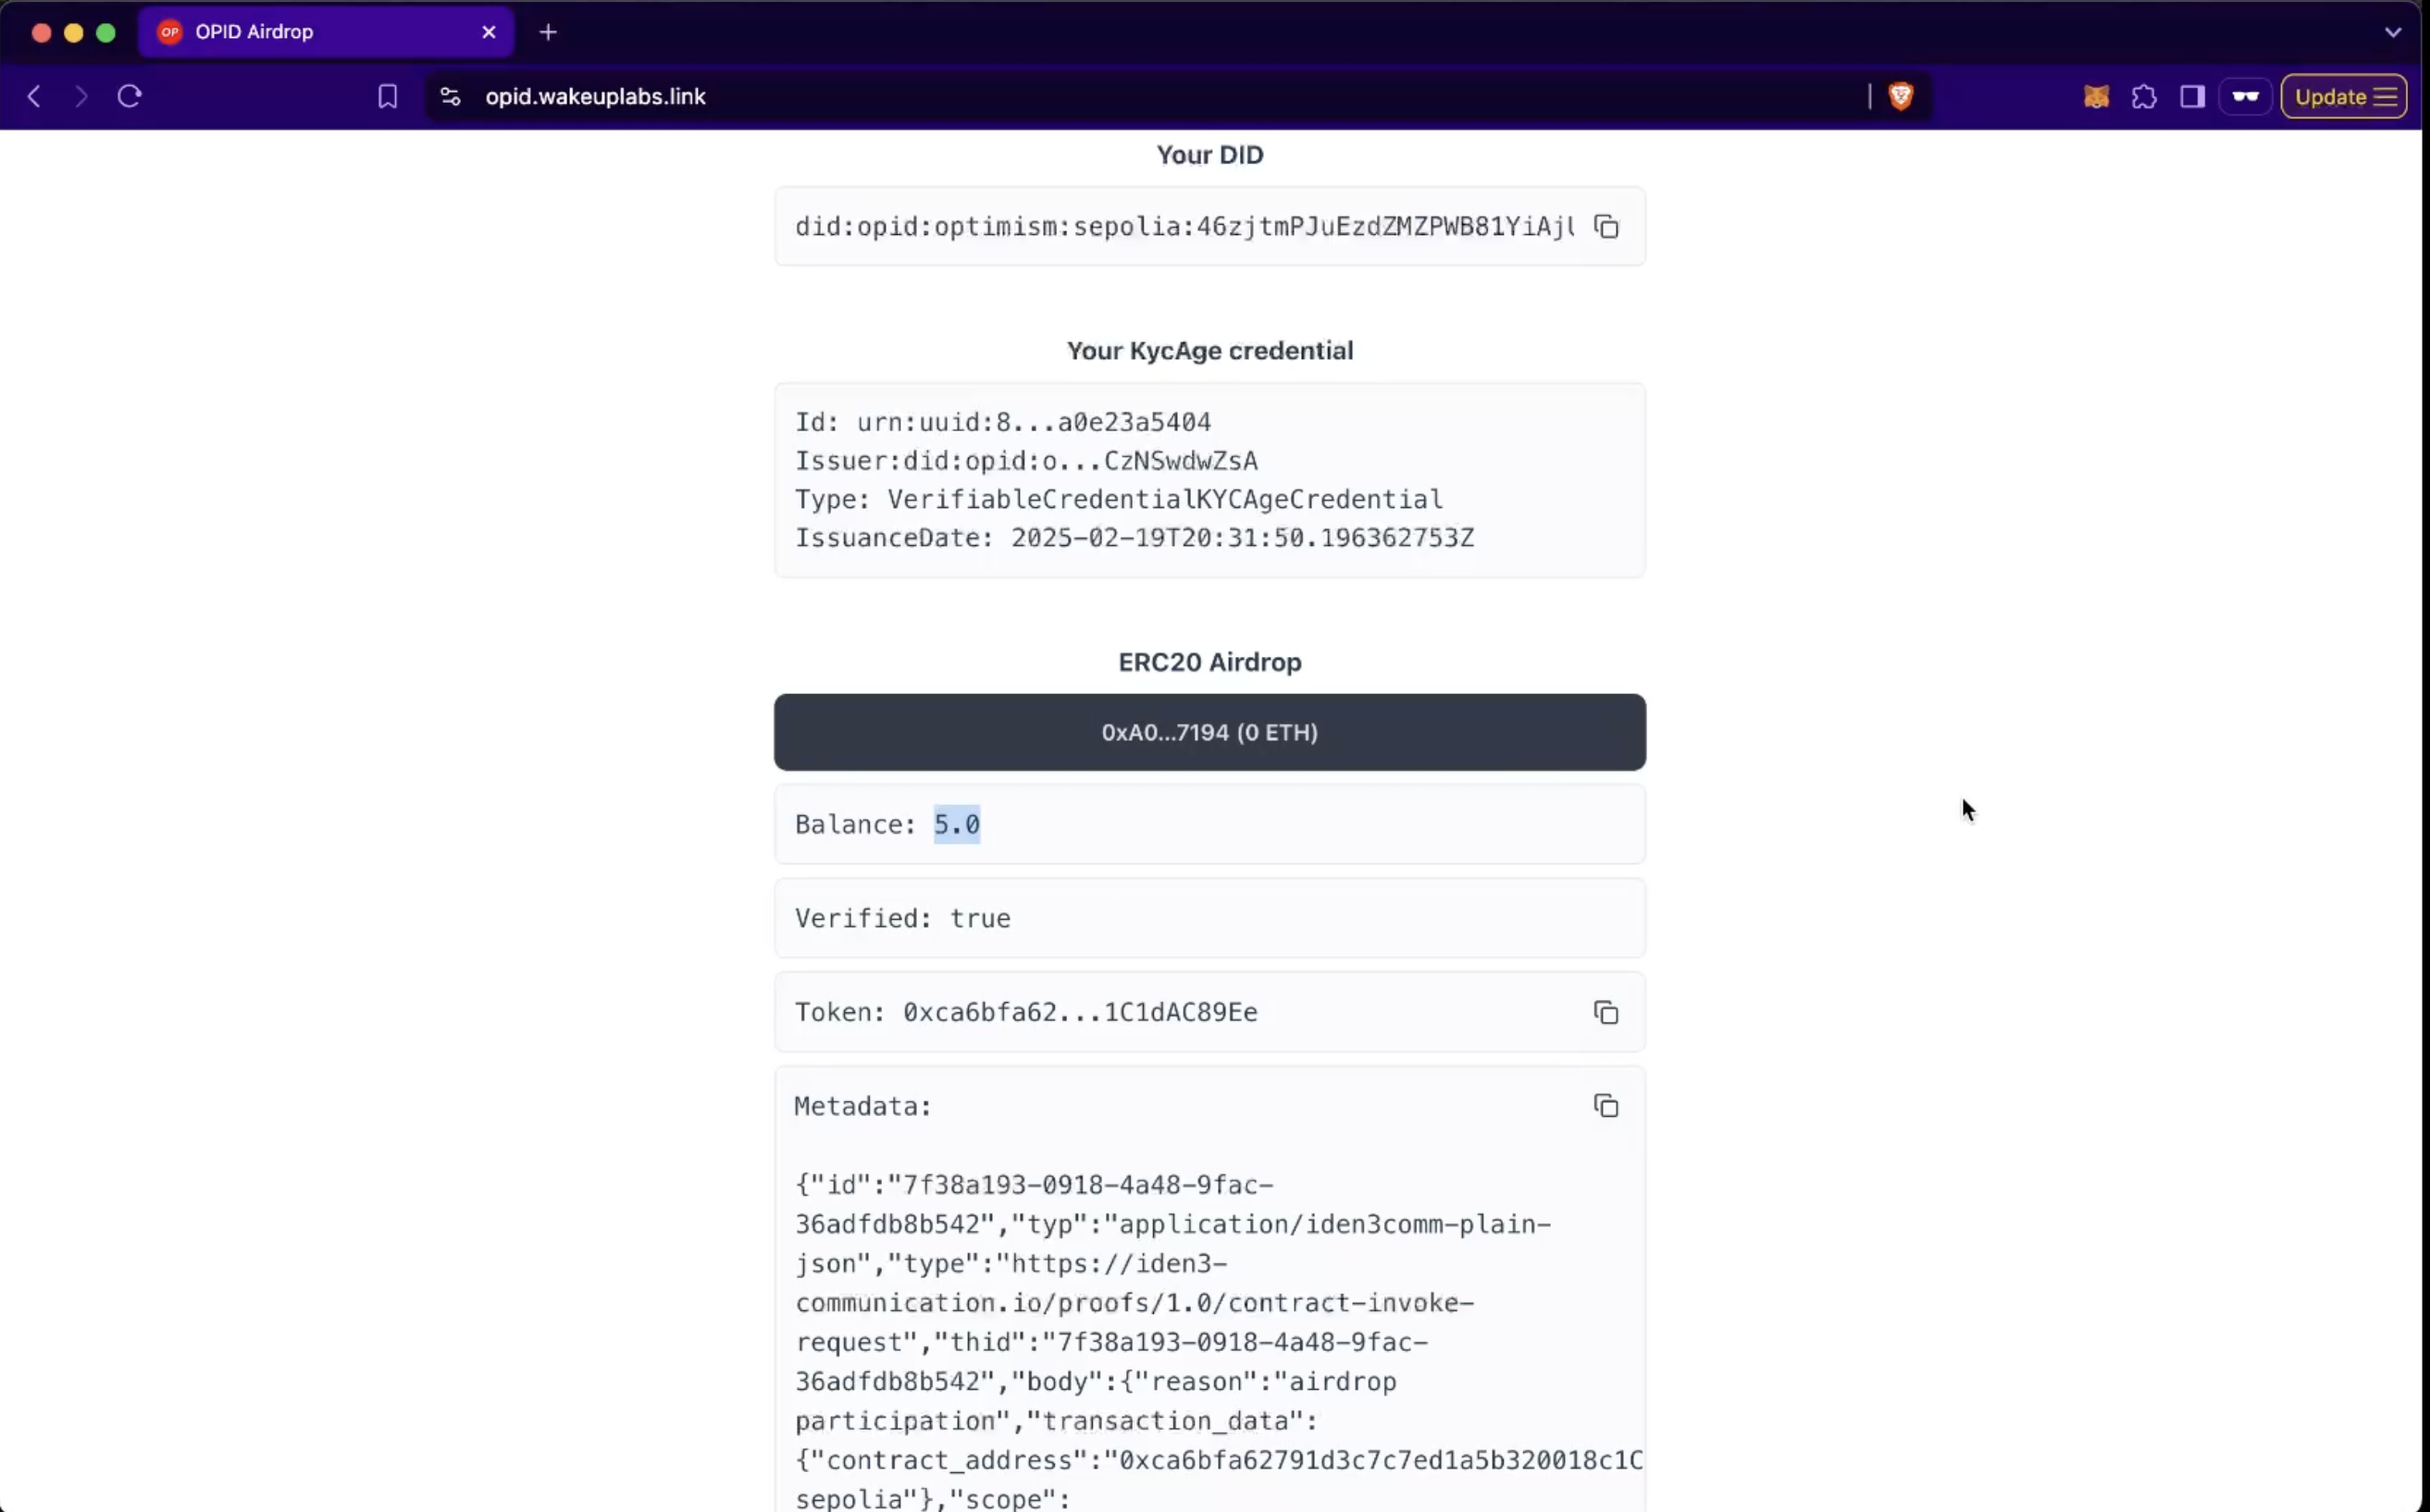 OP OPID Airdrop
opid.wakeuplabs.link
Update
Your DID
did:opid:optimism:sepolia:46zjtmPJuEzdZMZPWB81YiAjl
Your KycAge credential
Id: urn:uuid:8...a0e23a5404
Issuer:did:opid:o...CzNSwdwZsA
Type: VerifiableCredentialKYCAgeCredential
IssuanceDate: 2025-02-19T20:31:50.196362753Z
ERC20 Airdrop
0xA0...7194 (0 ETH)
Balance: 5.0
Verified: true
Token: 0xca6bfa62...1C1dAC89Ee
Metadata:
{"id":"7f38a193-0918-4a48-9fac-
36adfdb8b542","typ":"application/iden3comm-plain-
json","type":"https://iden3-
communication.io/proofs/1.0/contract-invoke-
request","thid":"7f38a193-0918-4a48-9fac-
36adfdb8b542","body":{"reason":"airdrop
participation","transaction_data":
{"contract_address":"0xca6bfa62791d3c7c7ed1a5b320018c1C
sepolia"},"scope":